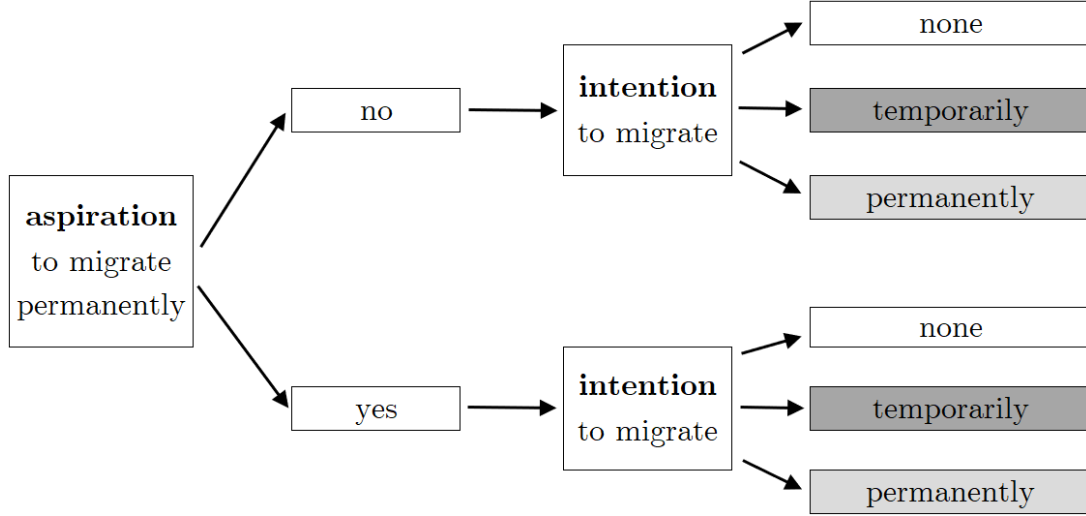 aspiration
to migrate
permanently
no
intention
to migrate
none
temporarily
permanently
yes
intention
to migrate
none
temporarily
permanently